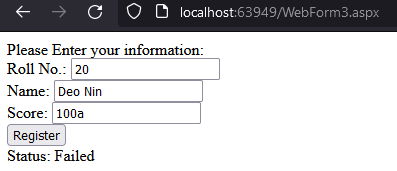 localhost:63949/WebForm3.aspx
Please Enter your information:
Roll No.: 20
Name: Deo Nin
Score: 100a
Register
Status: Failed